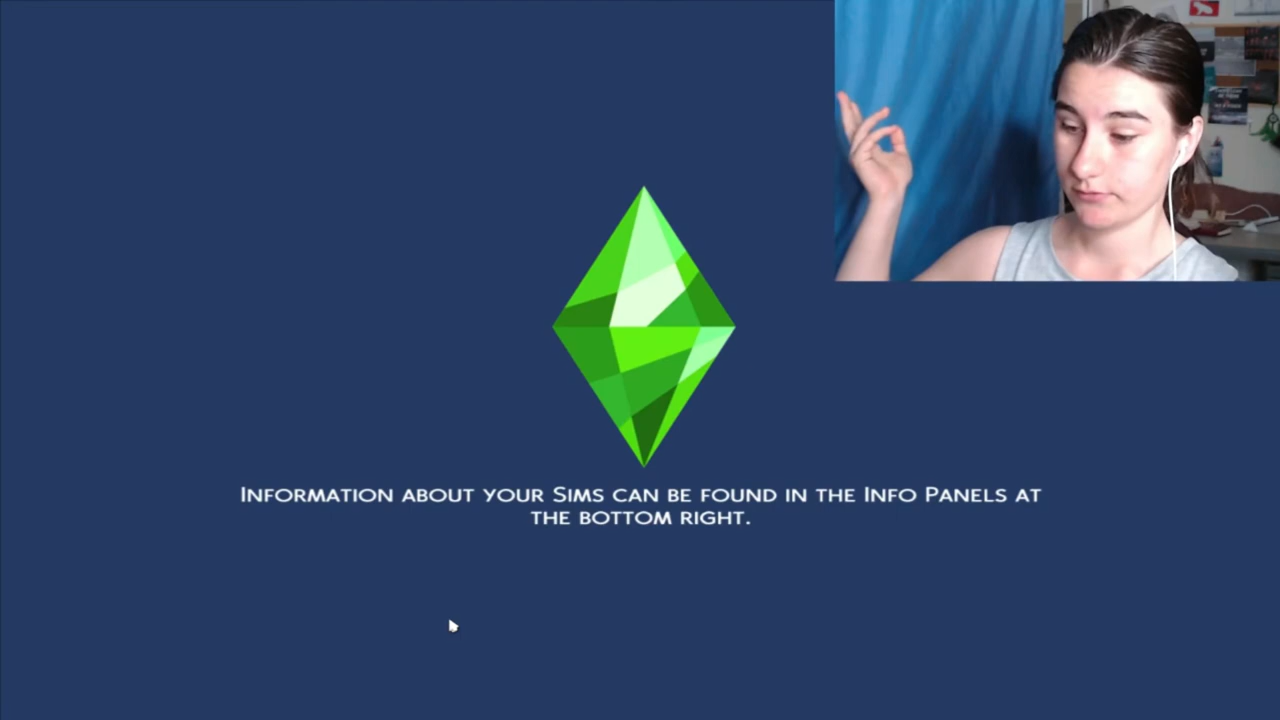 Information about your Sims can be found in the Info Panels at
the bottom right.